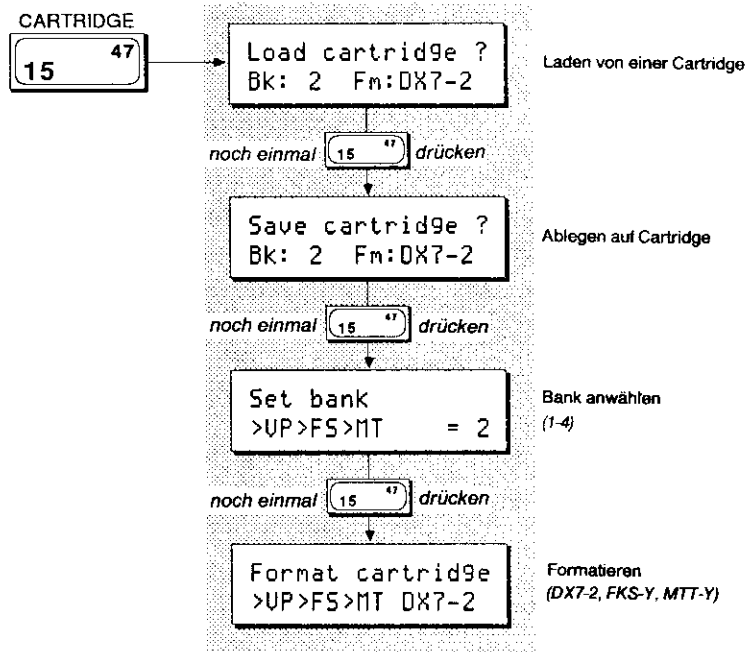 CARTRIDGE
15 47
Load cartridge ?
Bk: 2 Fm:DX7-2
Laden von einer Cartridge
noch einmal 15 47 drücken
Save cartridge ?
Bk: 2 Fm:DX7-2
Ablegen auf Cartridge
noch einmal 15 47 drücken
Set bank
>VP>FS>MT = 2
Bank anwählen
(1-4)
noch einmal 15 47 drücken
Format cartridge
>VP>FS>MT DX7-2
Formatieren
(DX7-2, FKS-Y, MTT-Y)